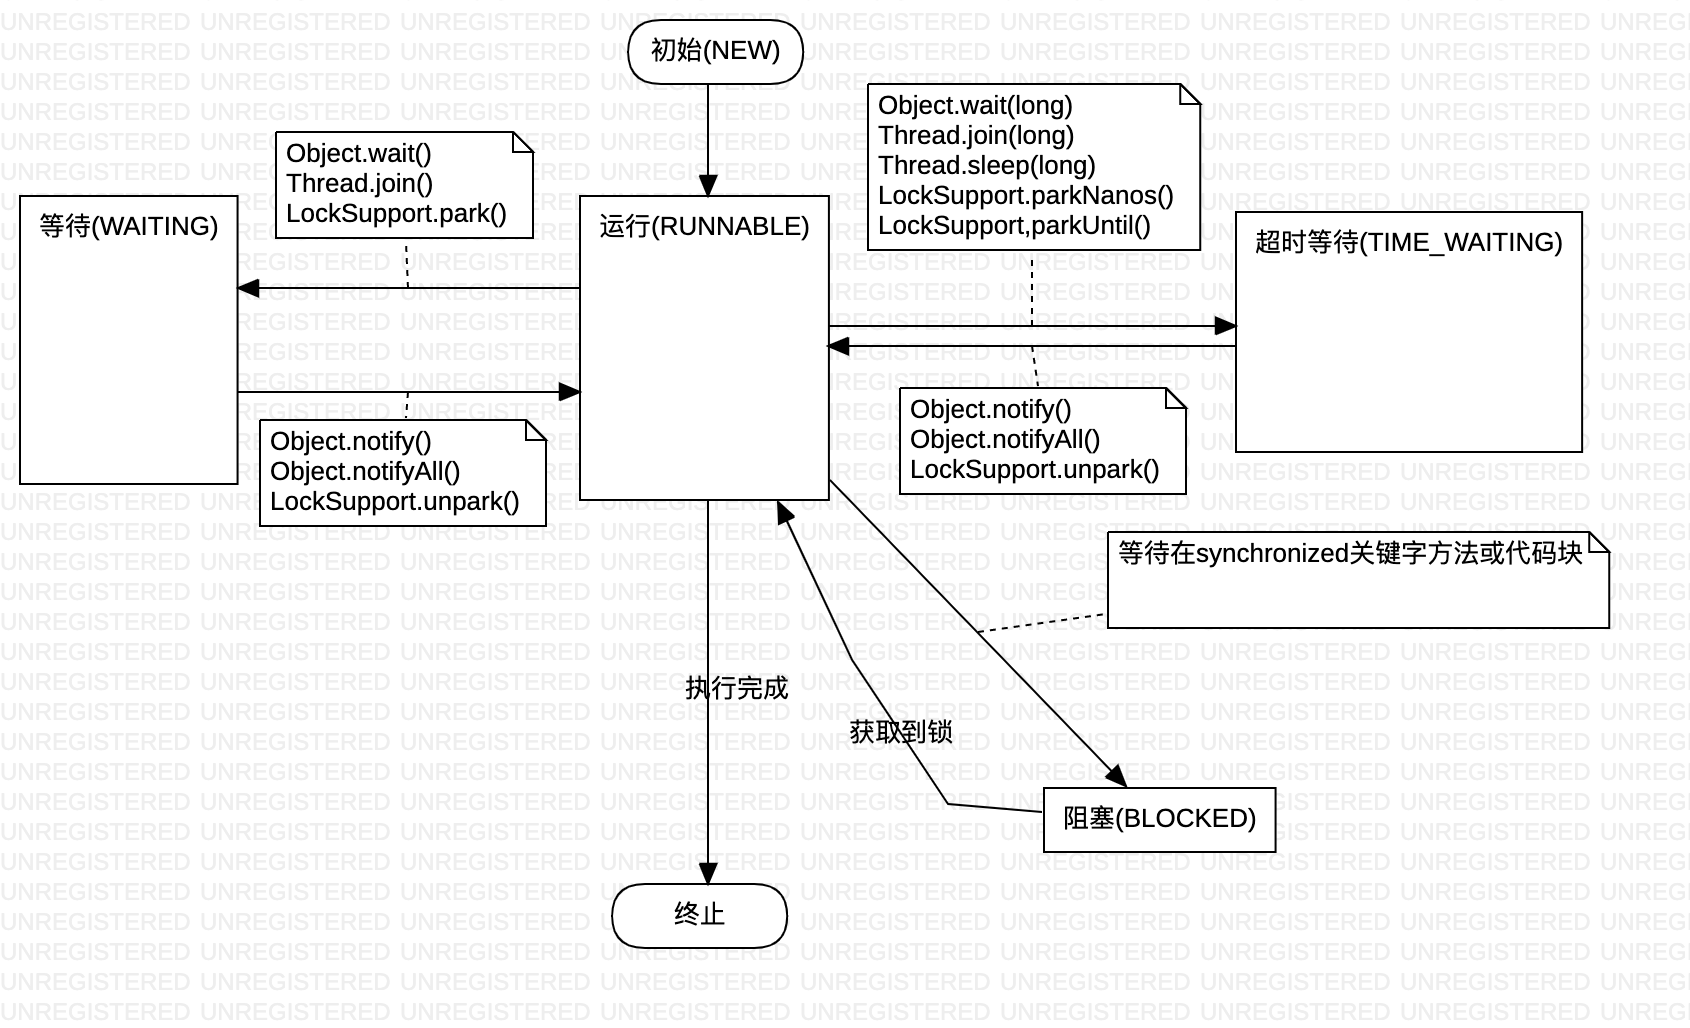 初始(NEW)
Object.wait()
Thread.join()
LockSupport.park()
Object.wait(long)
Thread.join(long)
Thread.sleep(long)
LockSupport.parkNanos()
LockSupport,parkUntil()
等待(WAITING)
运行(RUNNABLE)
超时等待(TIME_WAITING)
Object.notify()
Object.notifyAll()
LockSupport.unpark()
Object.notify()
Object.notifyAll()
LockSupport.unpark()
等待在synchronized关键字方法或代码块
执行完成
获取到锁
阻塞(BLOCKED)
终止
UNREGISTERED